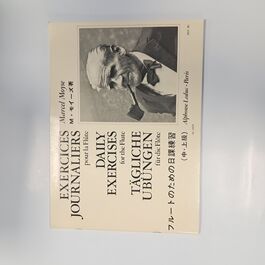 Marcel Moyse
M・モイーズ著
EXERCICES
JOURNALIERS
pour la Flûte
DAILY
EXERCISES
for the Flute
TÄGLICHE
ÜBUNGEN
für die Flöte
フルートのための日課練習
(中・上級)
Alphonse Leduc - Paris